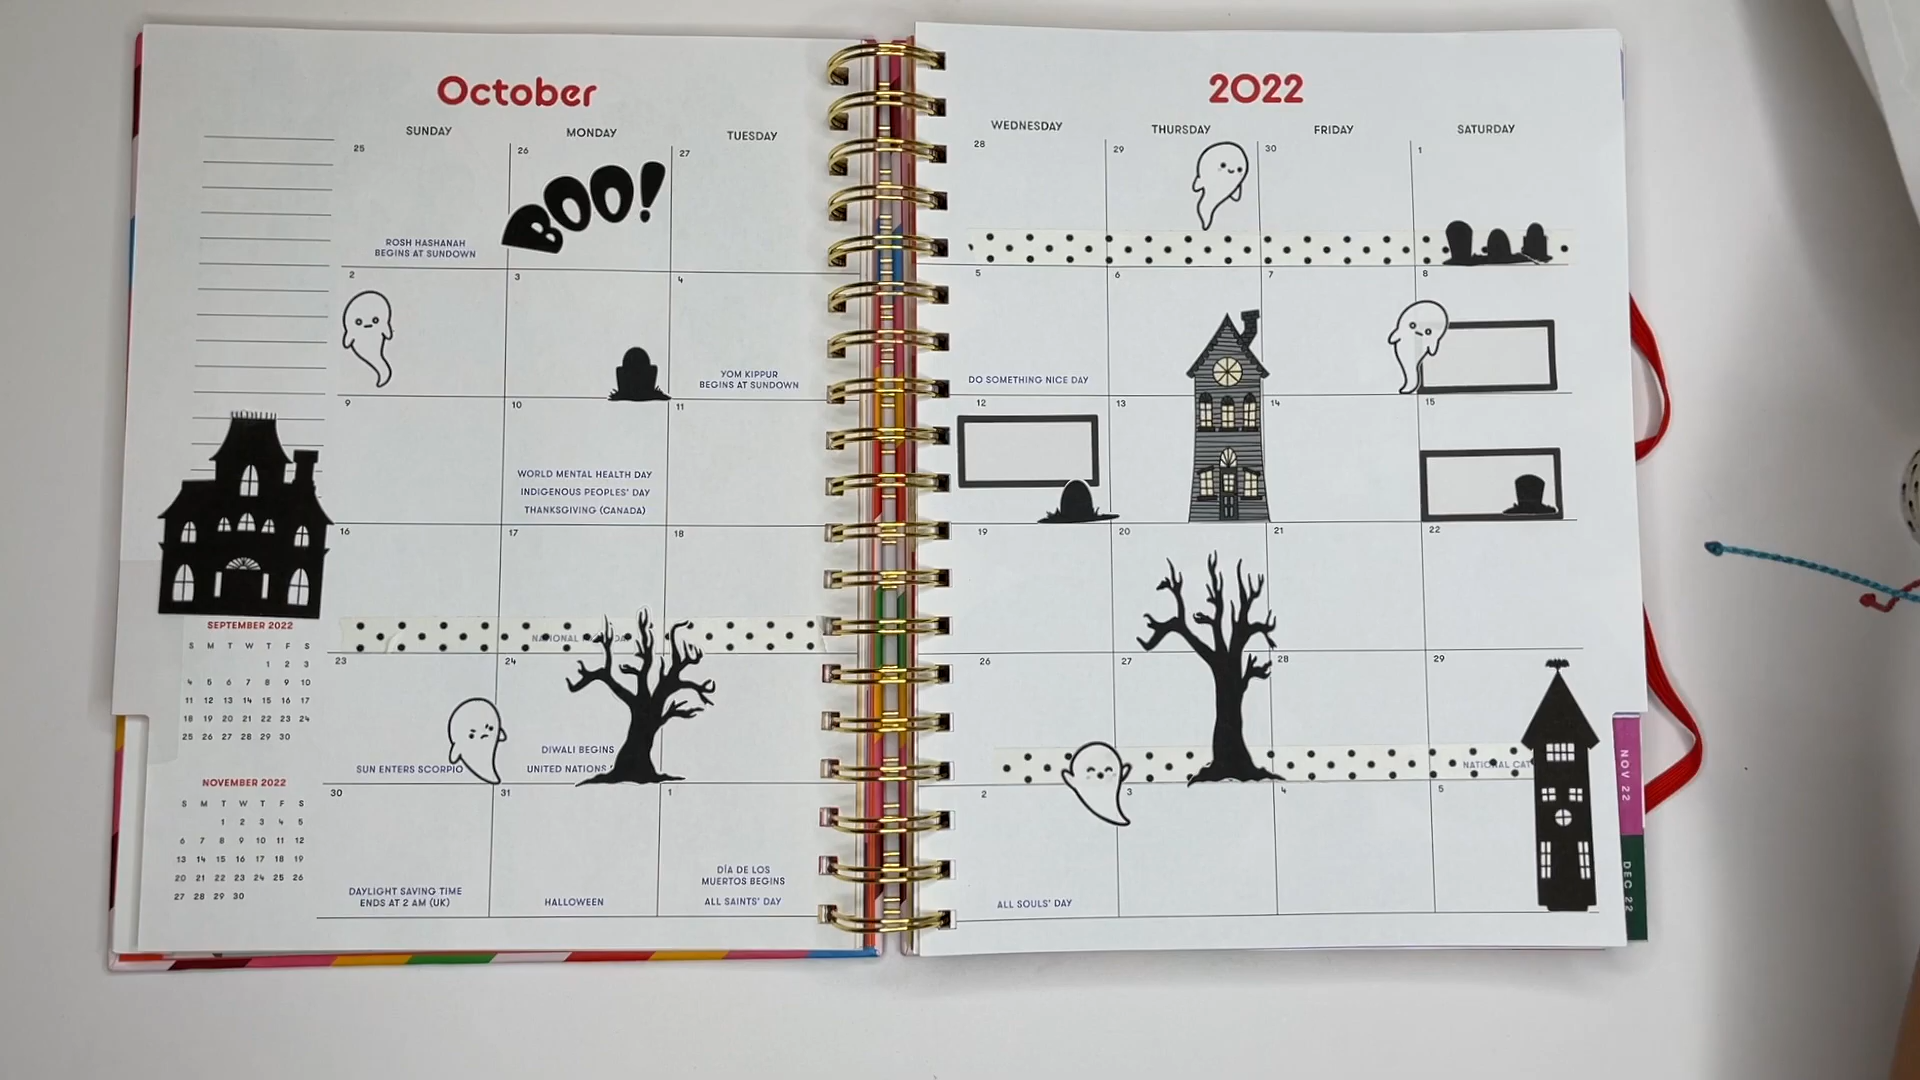 October
2022
SUNDAY
MONDAY
TUESDAY
WEDNESDAY
THURSDAY
FRIDAY
SATURDAY
25
26
27
28
29
30
1
BOO!
ROSH HASHANAH
BEGINS AT SUNDOWN
2
3
4
5
6
7
8
YOM KIPPUR
BEGINS AT SUNDOWN
DO SOMETHING NICE DAY
9
10
11
12
13
14
15
WORLD MENTAL HEALTH DAY
INDIGENOUS PEOPLES' DAY
THANKSGIVING (CANADA)
16
17
18
19
20
21
22
NATIONAL
23
24
26
27
28
29
SUN ENTERS SCORPIO
DIWALI BEGINS
UNITED NATIONS
NATIONAL CAT
30
31
1
2
3
4
5
DAYLIGHT SAVING TIME
ENDS AT 2 AM (UK)
HALLOWEEN
DÍA DE LOS
MUERTOS BEGINS
ALL SAINTS' DAY
ALL SOULS' DAY
SEPTEMBER 2022
S M T W T F S
1 2 3
4 5 6 7 8 9 10
11 12 13 14 15 16 17
18 19 20 21 22 23 24
25 26 27 28 29 30
NOVEMBER 2022
S M T W T F S
1 2 3 4 5
6 7 8 9 10 11 12
13 14 15 16 17 18 19
20 21 22 23 24 25 26
27 28 29 30
NOV 22
DEC 22